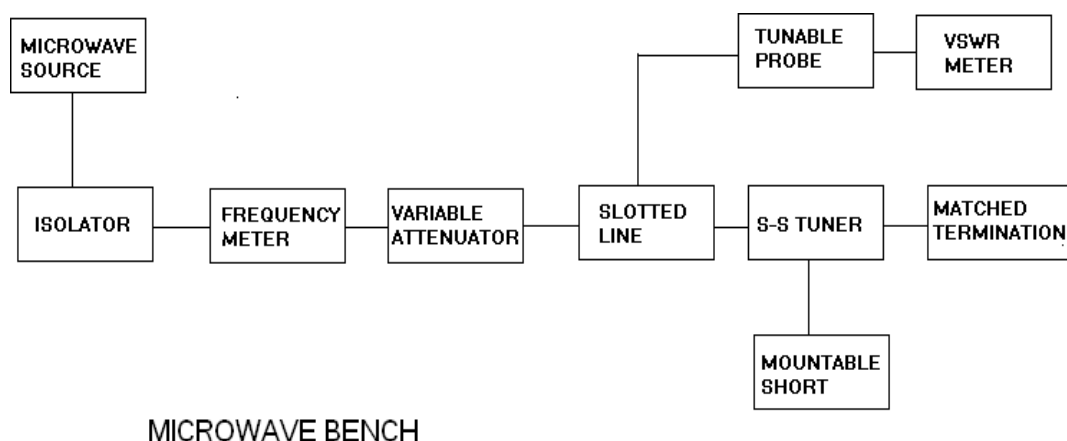 MICROWAVE
SOURCE
TUNABLE
PROBE
VSWR
METER
ISOLATOR
FREQUENCY
METER
VARIABLE
ATTENUATOR
SLOTTED
LINE
S-S TUNER
MATCHED
TERMINATION
MOUNTABLE
SHORT
MICROWAVE BENCH